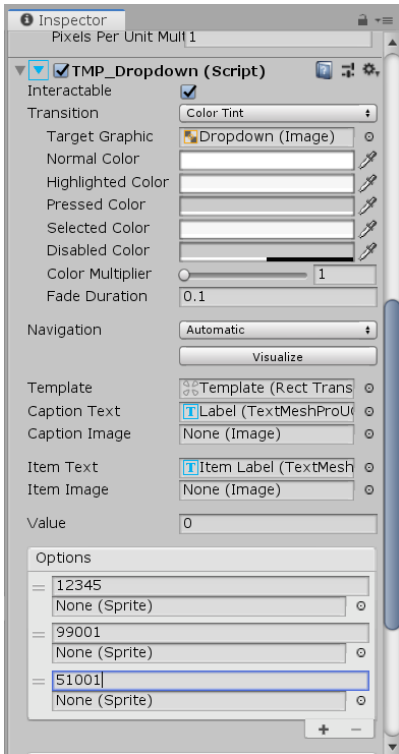 Inspector
Pixels Per Unit Mult 1
TMP_Dropdown (Script)
Interactable
Transition Color Tint
Target Graphic Dropdown (Image)
Normal Color
Highlighted Color
Pressed Color
Selected Color
Disabled Color
Color Multiplier 1
Fade Duration 0.1
Navigation Automatic
Visualize
Template Template (Rect Trans
Caption Text Label (TextMeshProU
Caption Image None (Image)
Item Text Item Label (TextMesh
Item Image None (Image)
Value 0
Options
12345
None (Sprite)
99001
None (Sprite)
51001
None (Sprite)